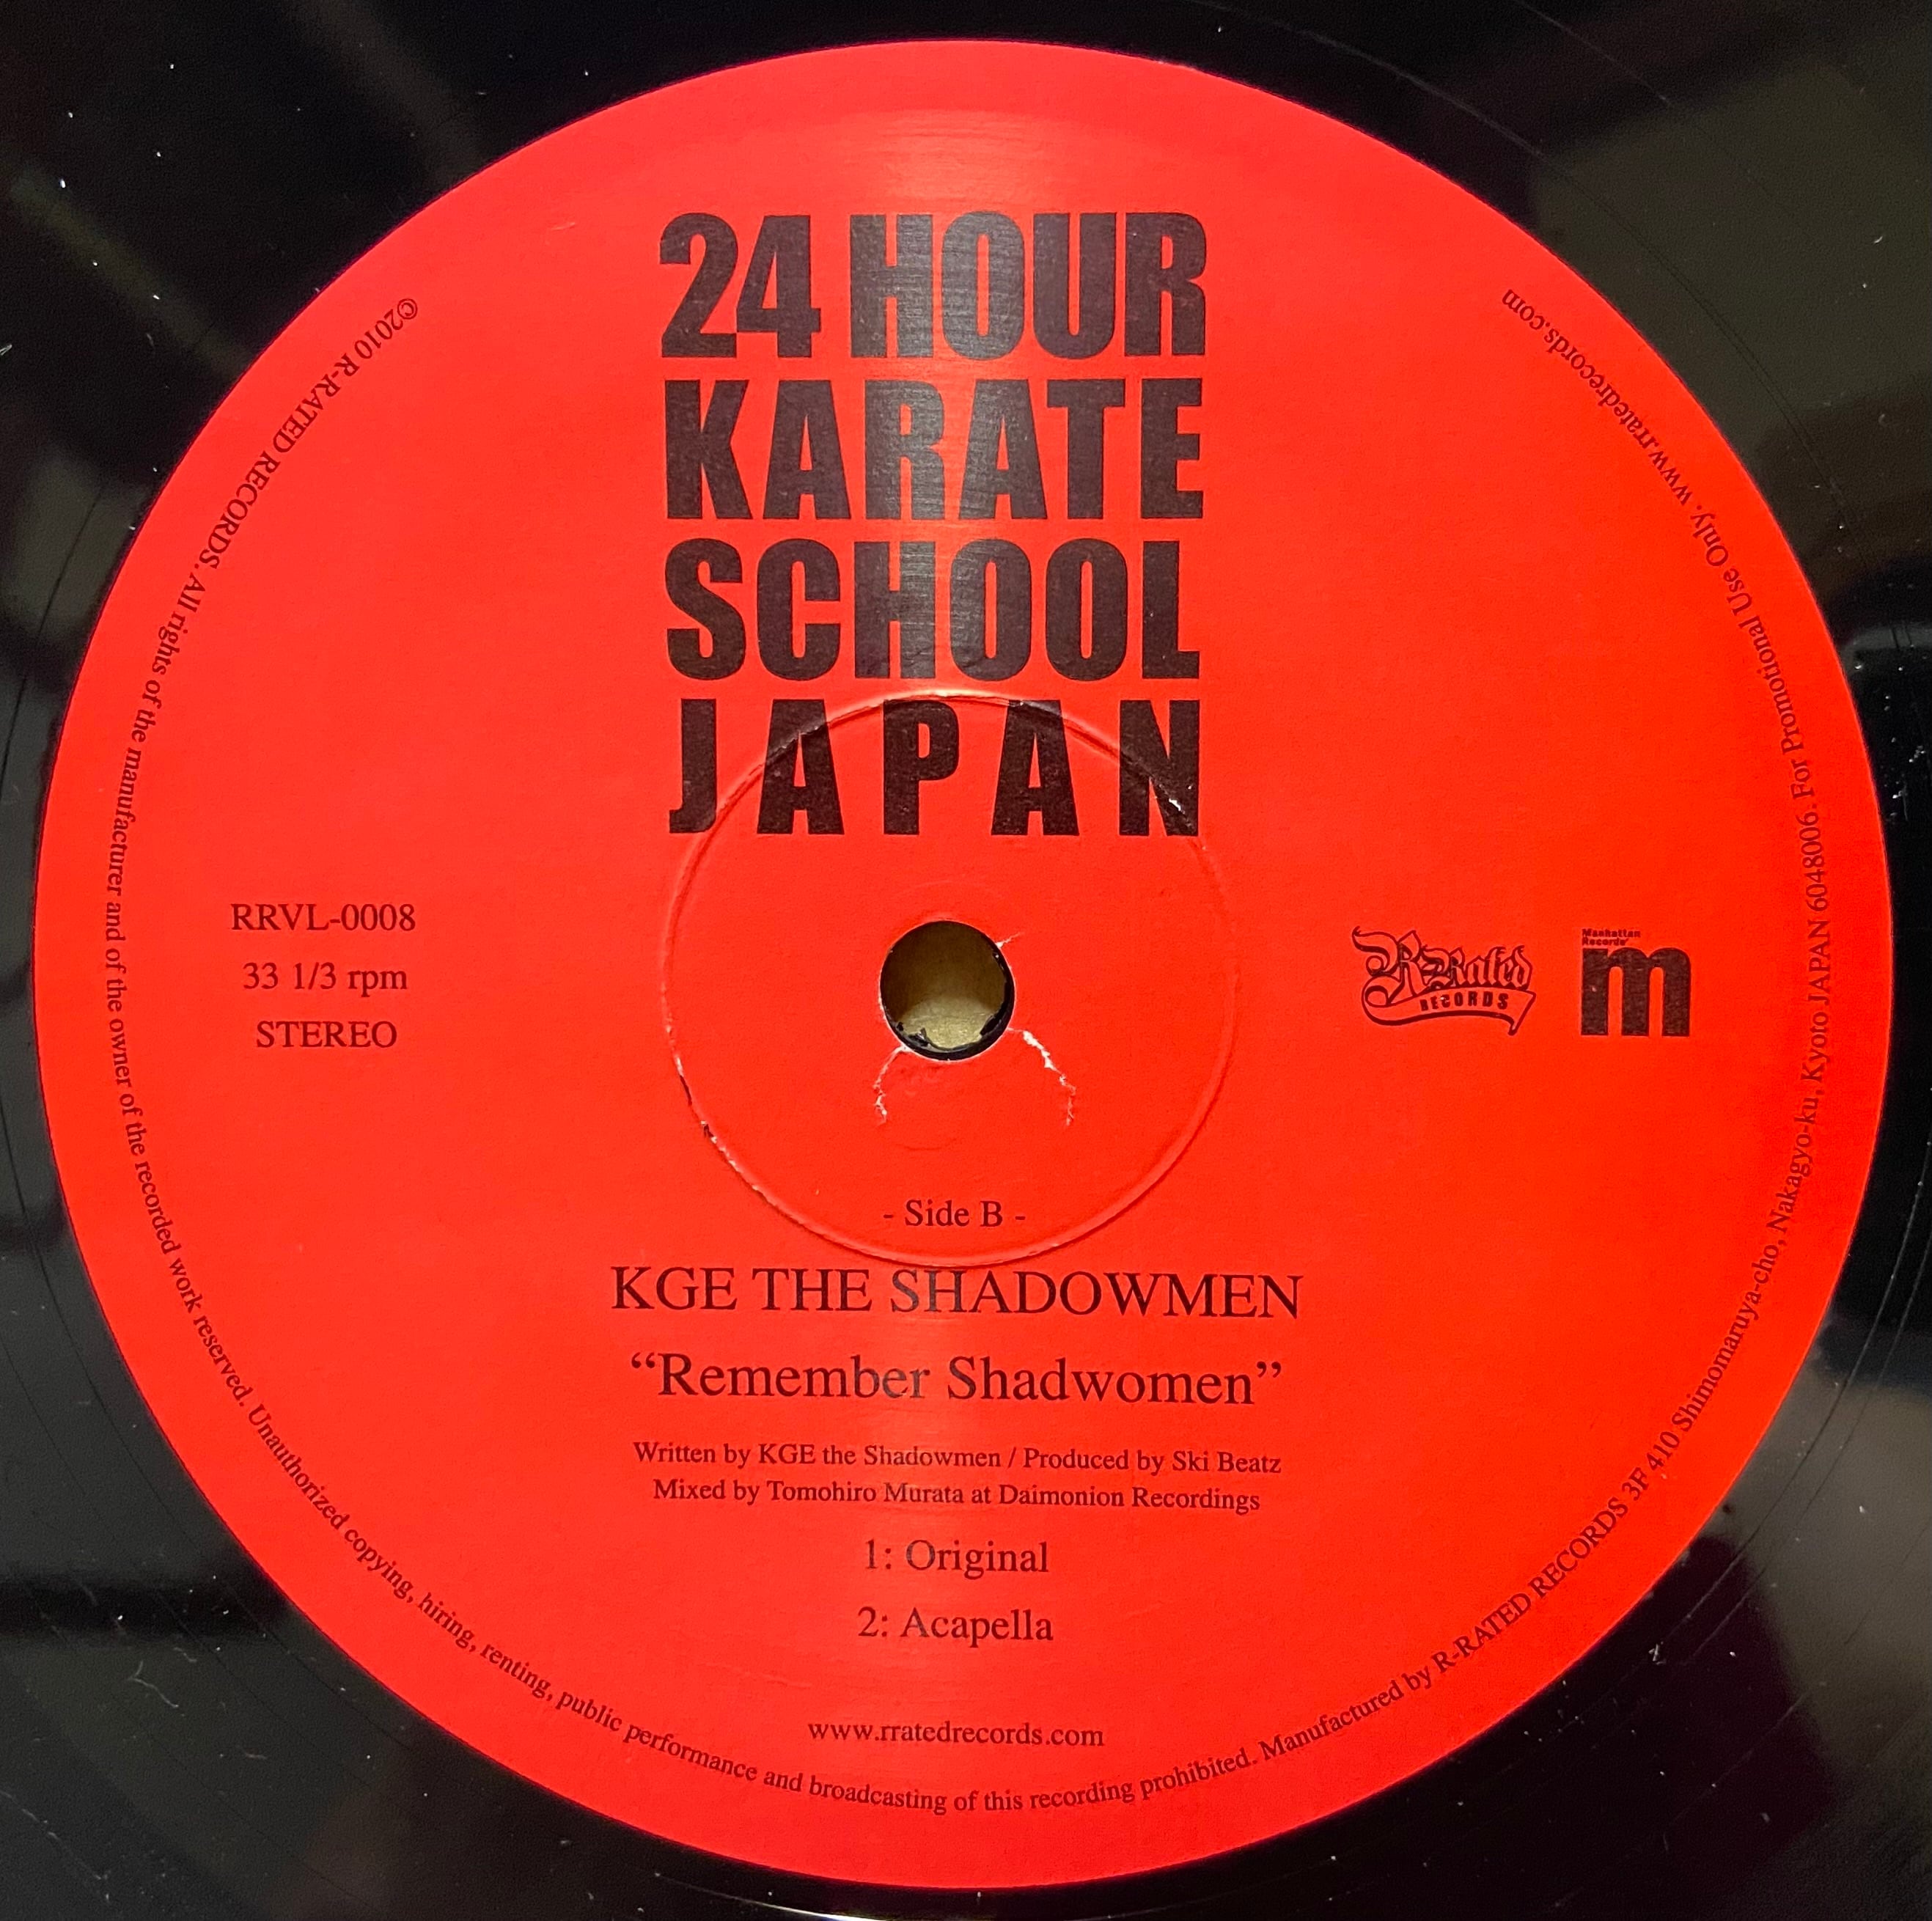 24 HOUR
KARATE
SCHOOL
JAPAN
RRVL-0008
33 1/3 rpm
STEREO
R-Rated
RECORDS
Manhattan
Records
m
- Side B -
KGE THE SHADOWMEN
“Remember Shadwomen”
Written by KGE the Shadowmen / Produced by Ski Beatz
Mixed by Tomohiro Murata at Daimonion Recordings
1: Original
2: Acapella
www.rratedrecords.com
©2010 R-RATED RECORDS. All rights of the manufacturer and of the owner of the recorded work reserved. Unauthorized copying, hiring, renting, public performance and broadcasting of this recording prohibited. Manufactured by R-RATED RECORDS 3F 410 Shimomaruya-cho, Nakagyo-ku, Kyoto JAPAN 6048006. For Promotional Use Only. www.rratedrecords.com